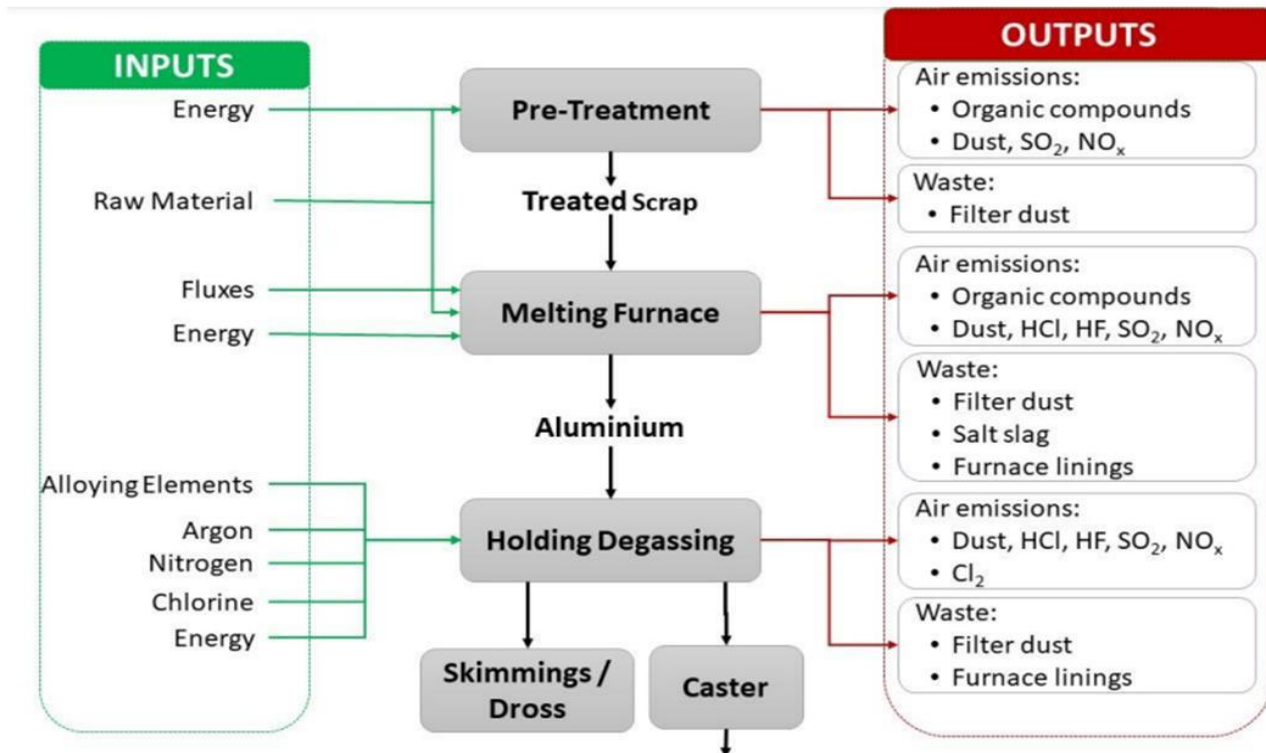 INPUTS
Energy
Raw Material
Fluxes
Energy
Alloying Elements
Argon
Nitrogen
Chlorine
Energy
Pre-Treatment
Treated Scrap
Melting Furnace
Aluminium
Holding Degassing
Skimmings /
Dross
Caster
OUTPUTS
Air emissions:
• Organic compounds
• Dust, SO₂, NOₓ
Waste:
• Filter dust
Air emissions:
• Organic compounds
• Dust, HCl, HF, SO₂, NOₓ
Waste:
• Filter dust
• Salt slag
• Furnace linings
Air emissions:
• Dust, HCl, HF, SO₂, NOₓ
• Cl₂
Waste:
• Filter dust
• Furnace linings